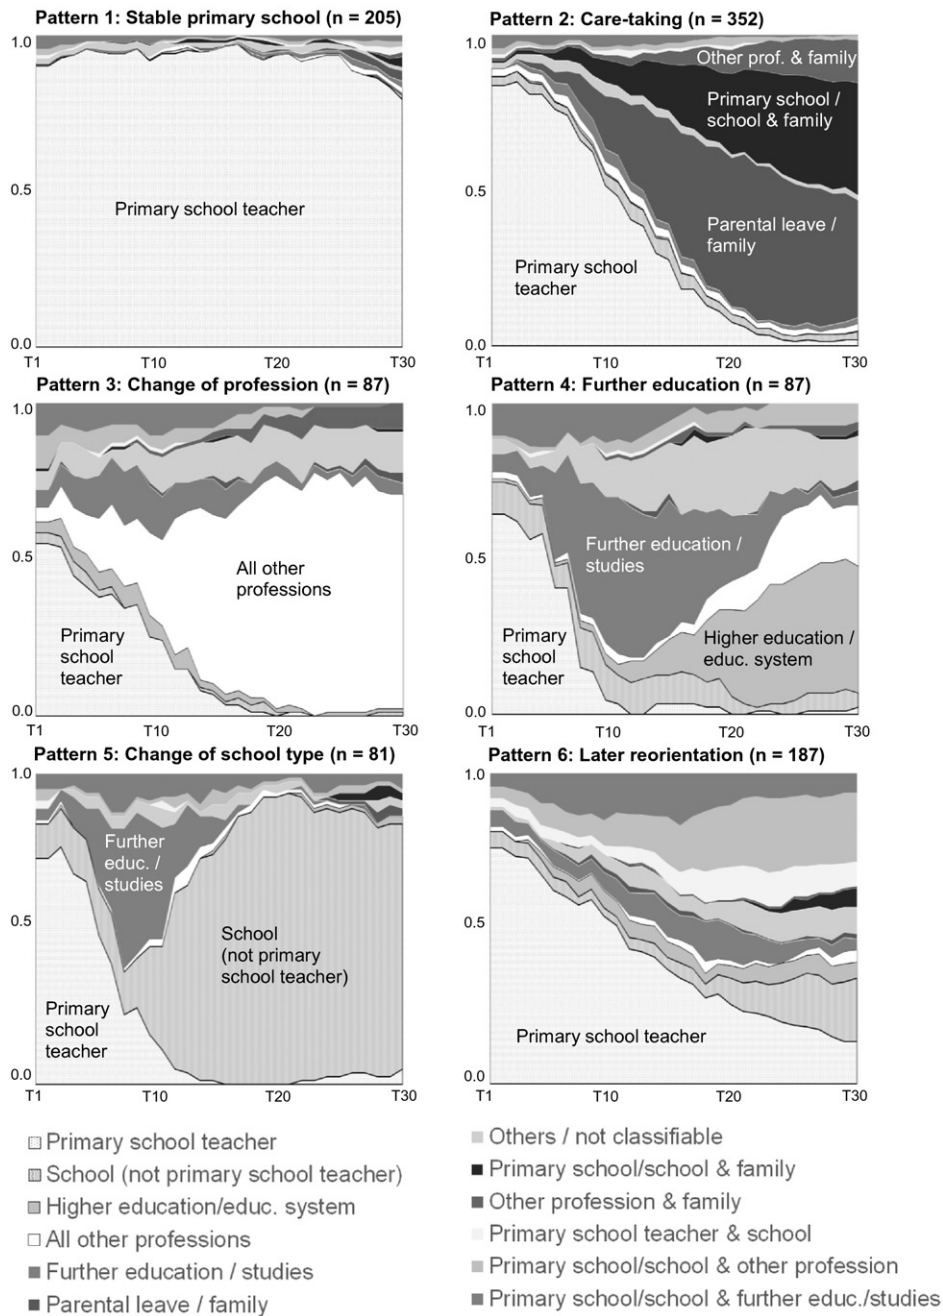 Pattern 1: Stable primary school (n = 205)
1.0
0.5
0.0
Primary school teacher
T1
T10
T20
T30
Pattern 2: Care-taking (n = 352)
1.0
0.5
0.0
Other prof. & family
Primary school /
school & family
Parental leave /
family
Primary school
teacher
T1
T10
T20
T30
Pattern 3: Change of profession (n = 87)
1.0
0.5
0.0
All other
professions
Primary
school
teacher
T1
T10
T20
T30
Pattern 4: Further education (n = 87)
1.0
0.5
0.0
Further education /
studies
Primary
school
teacher
Higher education /
educ. system
T1
T10
T20
T30
Pattern 5: Change of school type (n = 81)
1.0
0.5
0.0
Further
educ. /
studies
School
(not primary
school teacher)
Primary
school
teacher
T1
T10
T20
T30
Pattern 6: Later reorientation (n = 187)
1.0
0.5
0.0
Primary school teacher
T1
T10
T20
T30
Primary school teacher
School (not primary school teacher)
Higher education/educ. system
All other professions
Further education / studies
Parental leave / family
Others / not classifiable
Primary school/school & family
Other profession & family
Primary school teacher & school
Primary school/school & other profession
Primary school/school & further educ./studies